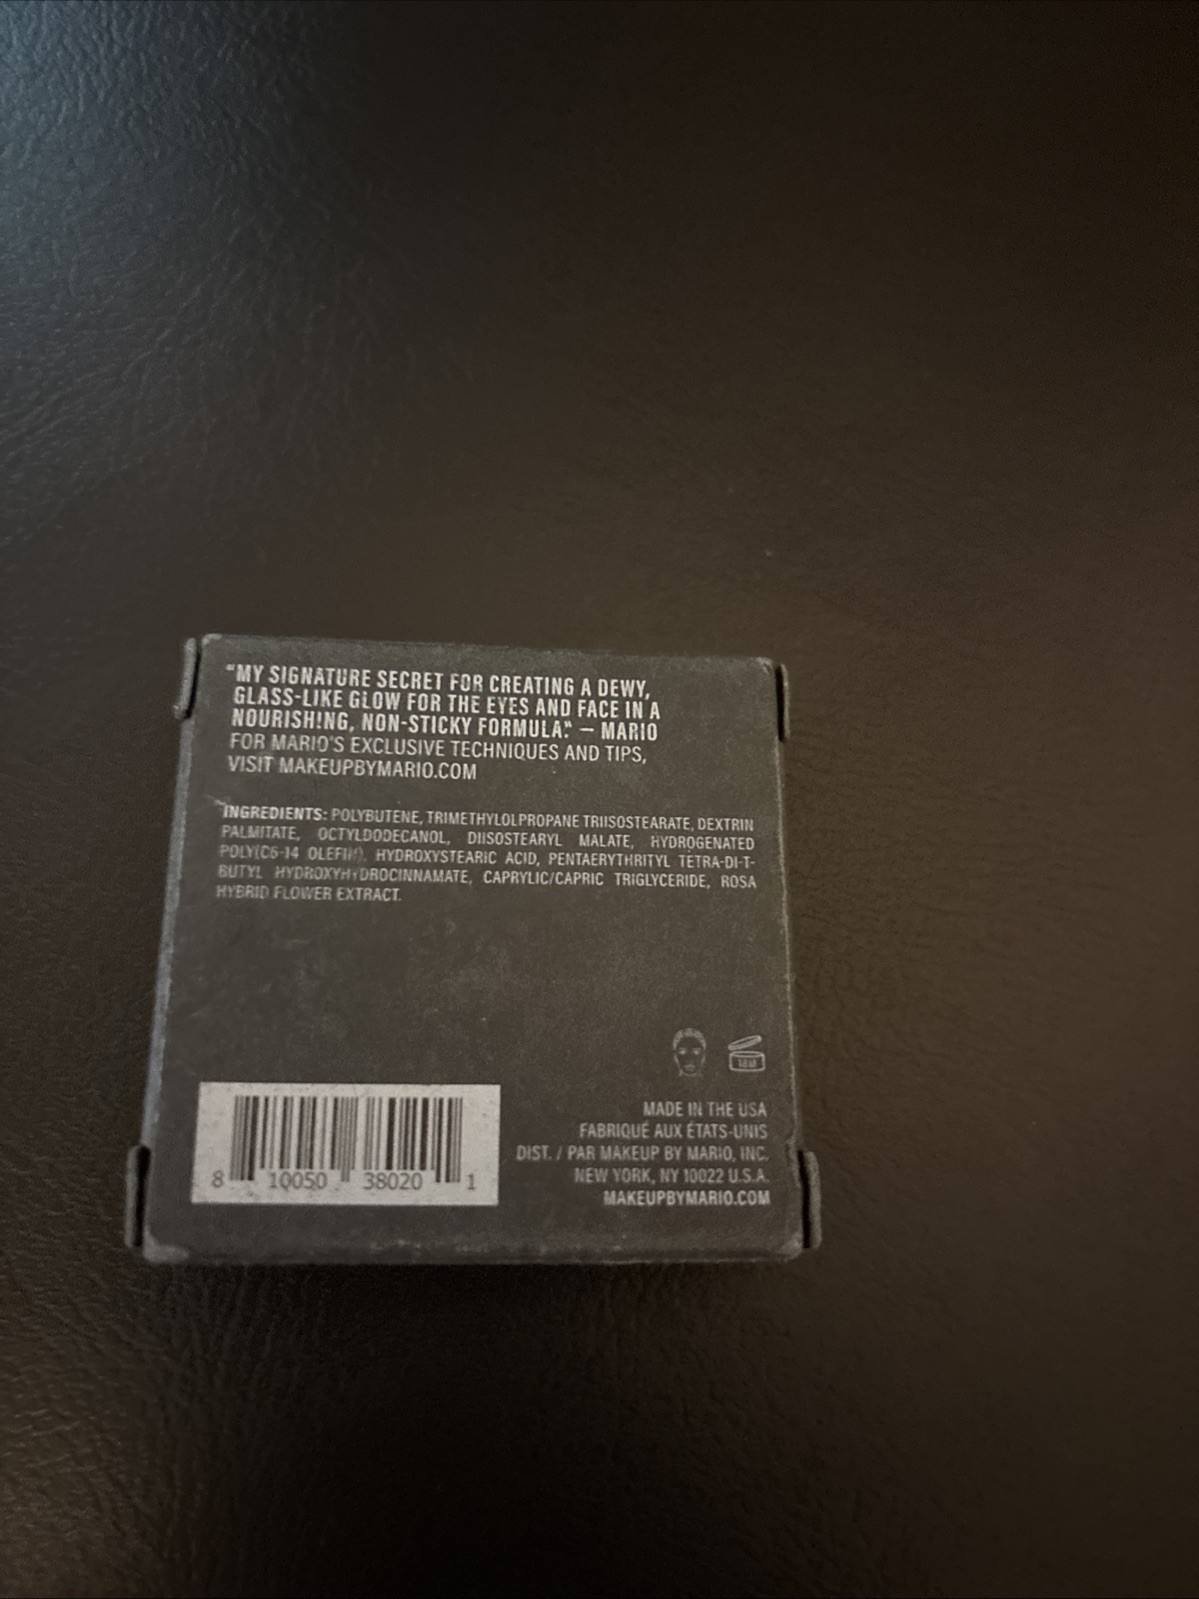 "MY SIGNATURE SECRET FOR CREATING A DEWY,
GLASS-LIKE GLOW FOR THE EYES AND FACE IN A
NOURISHING, NON-STICKY FORMULA." – MARIO
FOR MARIO'S EXCLUSIVE TECHNIQUES AND TIPS,
VISIT MAKEUPBYMARIO.COM
INGREDIENTS: POLYBUTENE, TRIMETHYLOLPROPANE TRIISOSTEARATE, DEXTRIN
PALMITATE, OCTYLDODECANOL, DIISOSTEARYL MALATE, HYDROGENATED
POLY(C6-14 OLEFIN), HYDROXYSTEARIC ACID, PENTAERYTHRITYL TETRA-DI-T-
BUTYL HYDROXYHYDROCINNAMATE, CAPRYLIC/CAPRIC TRIGLYCERIDE, ROSA
HYBRID FLOWER EXTRACT.
8 10050 38020 1
MADE IN THE USA
FABRIQUÉ AUX ÉTATS-UNIS
DIST. / PAR MAKEUP BY MARIO, INC.
NEW YORK, NY 10022 U.S.A.
MAKEUPBYMARIO.COM